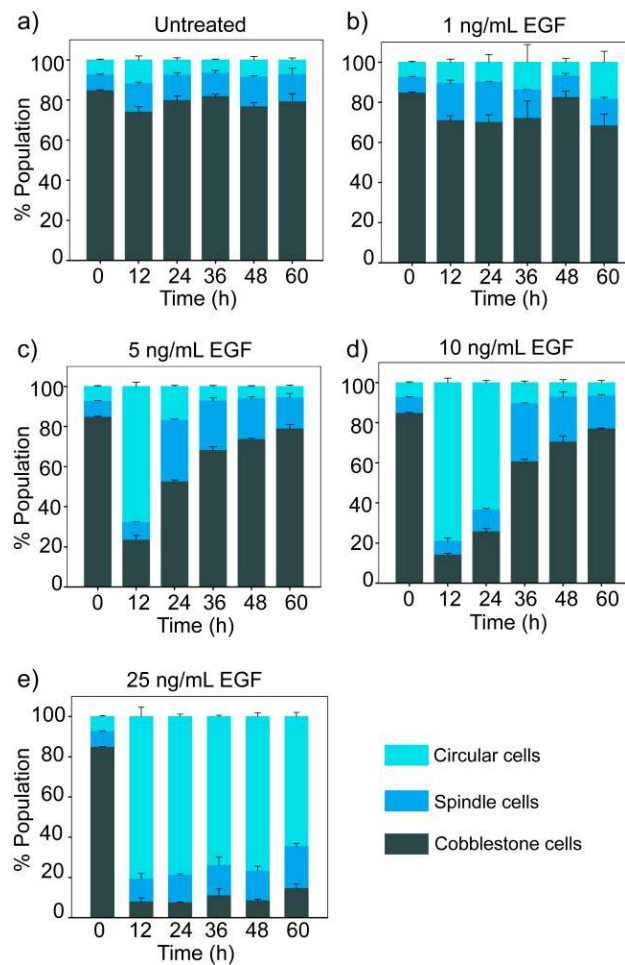 a) Untreated
100
80
60
40
20
0
% Population
0 12 24 36 48 60
Time (h)
b) 1 ng/mL EGF
100
80
60
40
20
0
0 12 24 36 48 60
Time (h)
c) 5 ng/mL EGF
100
80
60
40
20
0
% Population
0 12 24 36 48 60
Time (h)
d) 10 ng/mL EGF
100
80
60
40
20
0
0 12 24 36 48 60
Time (h)
e) 25 ng/mL EGF
100
80
60
40
20
0
% Population
0 12 24 36 48 60
Time (h)
Circular cells
Spindle cells
Cobblestone cells